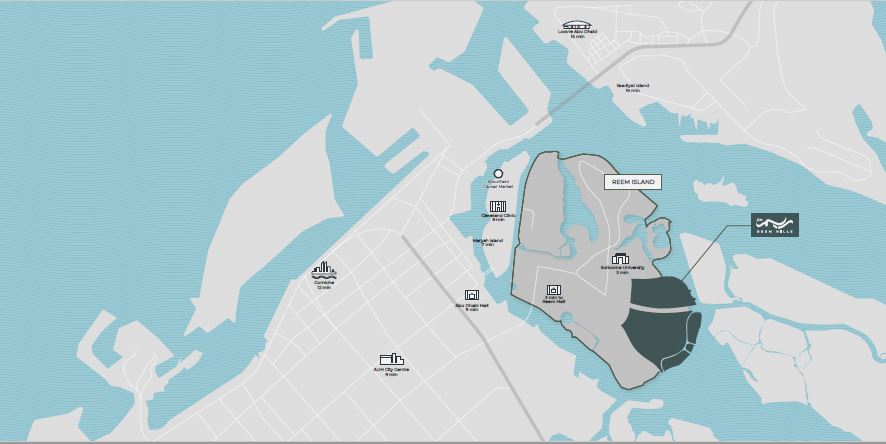 Louvre Abu Dhabi
15 min
Saadiyat Island
15 min
REEM ISLAND
Abu Dhabi
Global Market
Cleveland Clinic
8 min
REEM HILLS
Maryah Island
7 min
Sorbonne University
3 min
Corniche
12 min
Abu Dhabi Mall
9 min
3 min to
Reem Mall
AUH City Centre
9 min